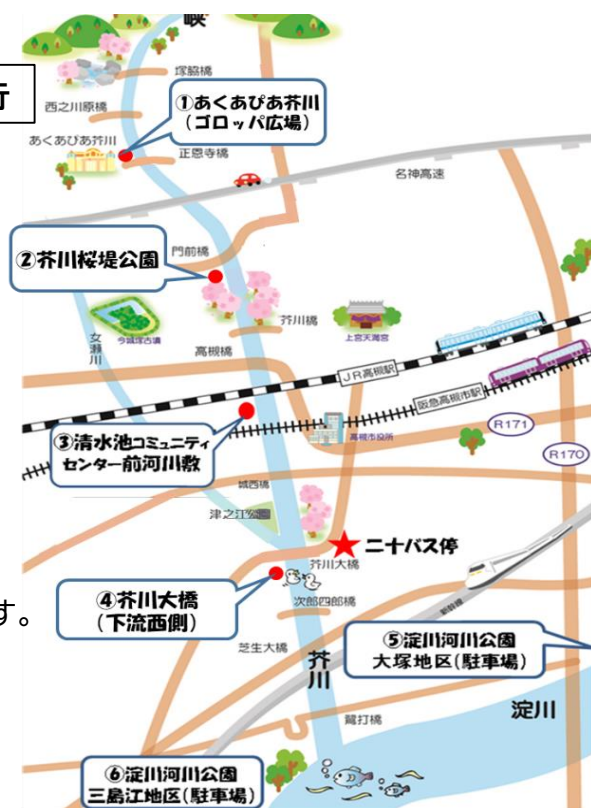 峡
行
塚脇橋
西之川原橋
①あくあぴあ芥川
(ゴロッパ広場)
あくあぴあ芥川
正恩寺橋
名神高速
門前橋
②芥川桜堤公園
女瀬川
今城塚古墳
芥川橋
上宮天満宮
高槻橋
JR高槻駅
阪急高槻市駅
③清水池コミュニティ
センター前河川敷
高槻市役所
R171
R170
城西橋
津之江公園
二十バス停
芥川大橋
④芥川大橋
(下流西側)
す。
次郎四郎橋
新幹線
芝生大橋
芥川
⑤淀川河川公園
大塚地区(駐車場)
淀川
鷺打橋
⑥淀川河川公園
三島江地区(駐車場)